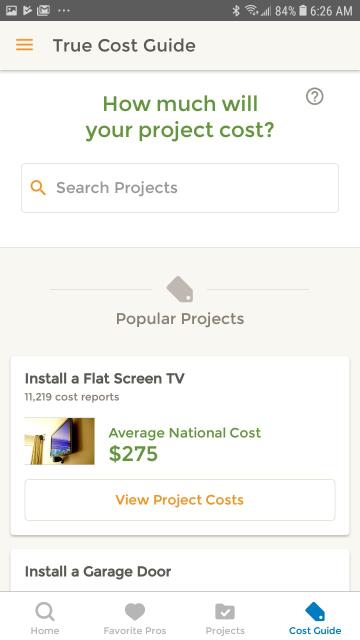 84% 6:26 AM
True Cost Guide
How much will
your project cost?
Search Projects
Popular Projects
Install a Flat Screen TV
11,219 cost reports
Average National Cost
$275
View Project Costs
Install a Garage Door
Home Favorite Pros Projects Cost Guide